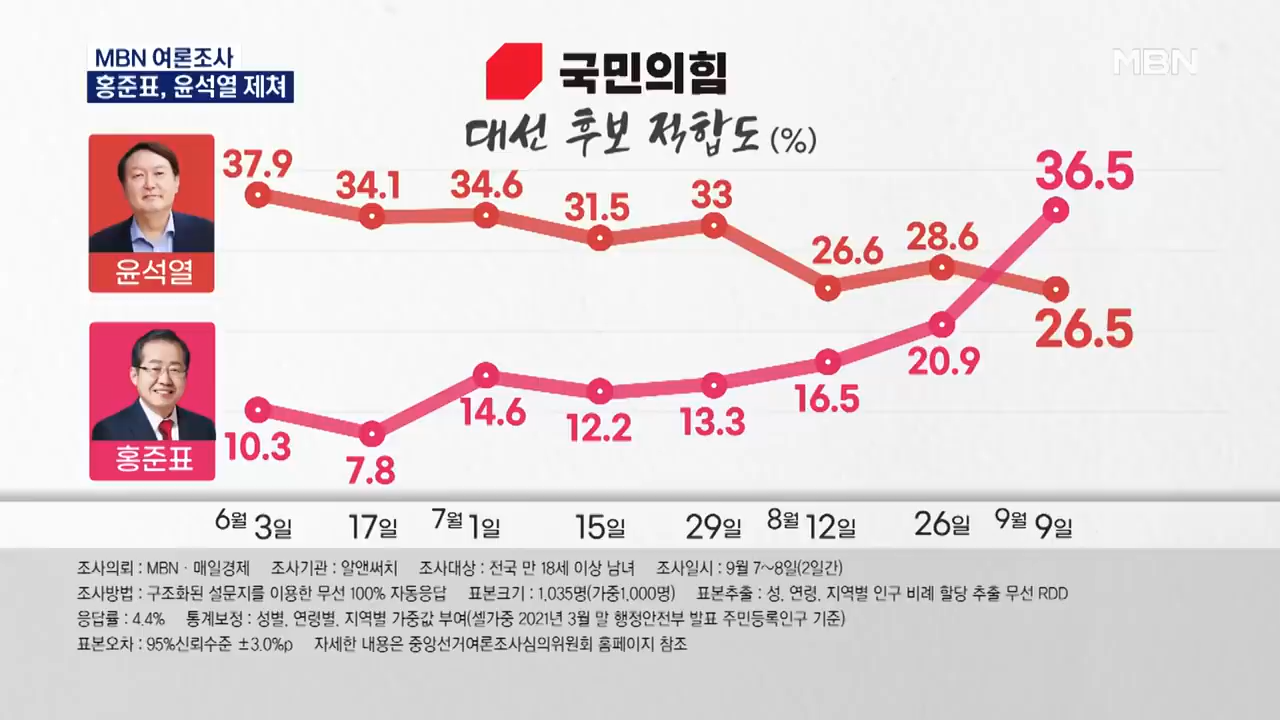 MBN 여론조사
홍준표, 윤석열 제쳐
국민의힘
MBN
대선 후보 적합도(%)
윤석열
37.9
34.1
34.6
31.5
33
26.6
28.6
26.5
홍준표
10.3
7.8
14.6
12.2
13.3
16.5
20.9
36.5
6월 3일 17일 7월 1일 15일 29일 8월 12일 26일 9월 9일
조사의뢰 : MBN · 매일경제 조사기관 : 알앤써치 조사대상 : 전국 만 18세 이상 남녀 조사일시 : 9월 7~8일(2일간)
조사방법 : 구조화된 설문지를 이용한 무선 100% 자동응답 표본크기 : 1,035명(가중1,000명) 표본추출 : 성, 연령, 지역별 인구 비례 할당 추출 무선 RDD
응답률 : 4.4% 통계보정 : 성별, 연령별, 지역별 가중값 부여(셀가중 2021년 3월 말 행정안전부 발표 주민등록인구 기준)
표본오차 : 95%신뢰수준 ±3.0%p 자세한 내용은 중앙선거여론조사심의위원회 홈페이지 참조